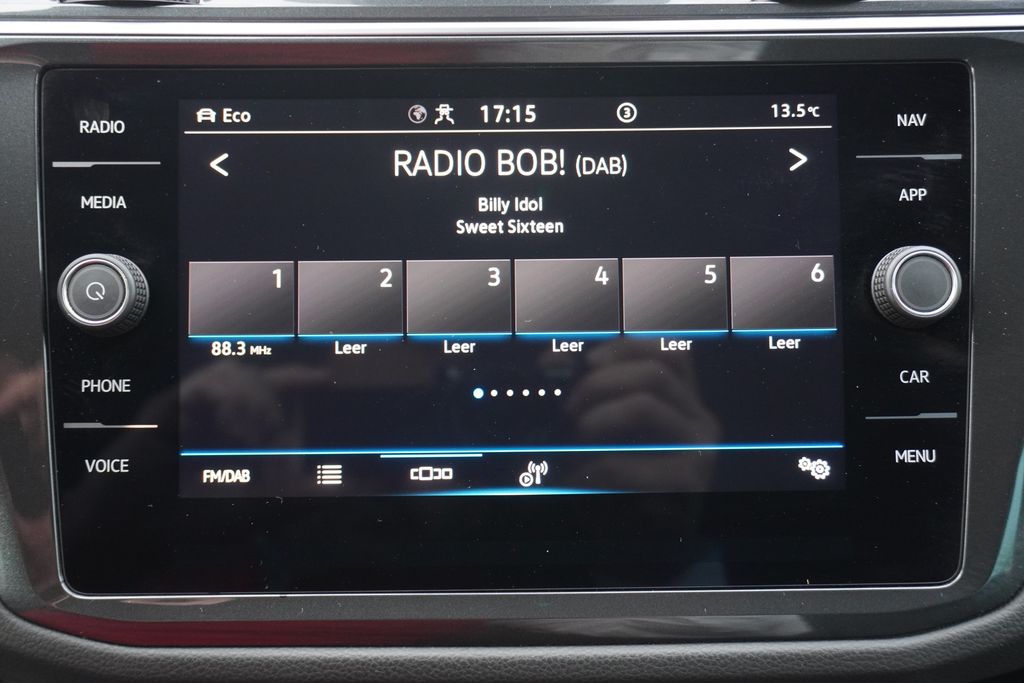 RADIO
MEDIA
PHONE
VOICE
Eco 17:15 3 13.5°C
< RADIO BOB! (DAB) >
Billy Idol
Sweet Sixteen
1 2 3 4 5 6
88.3 MHz Leer Leer Leer Leer Leer
FM/DAB
NAV
APP
CAR
MENU